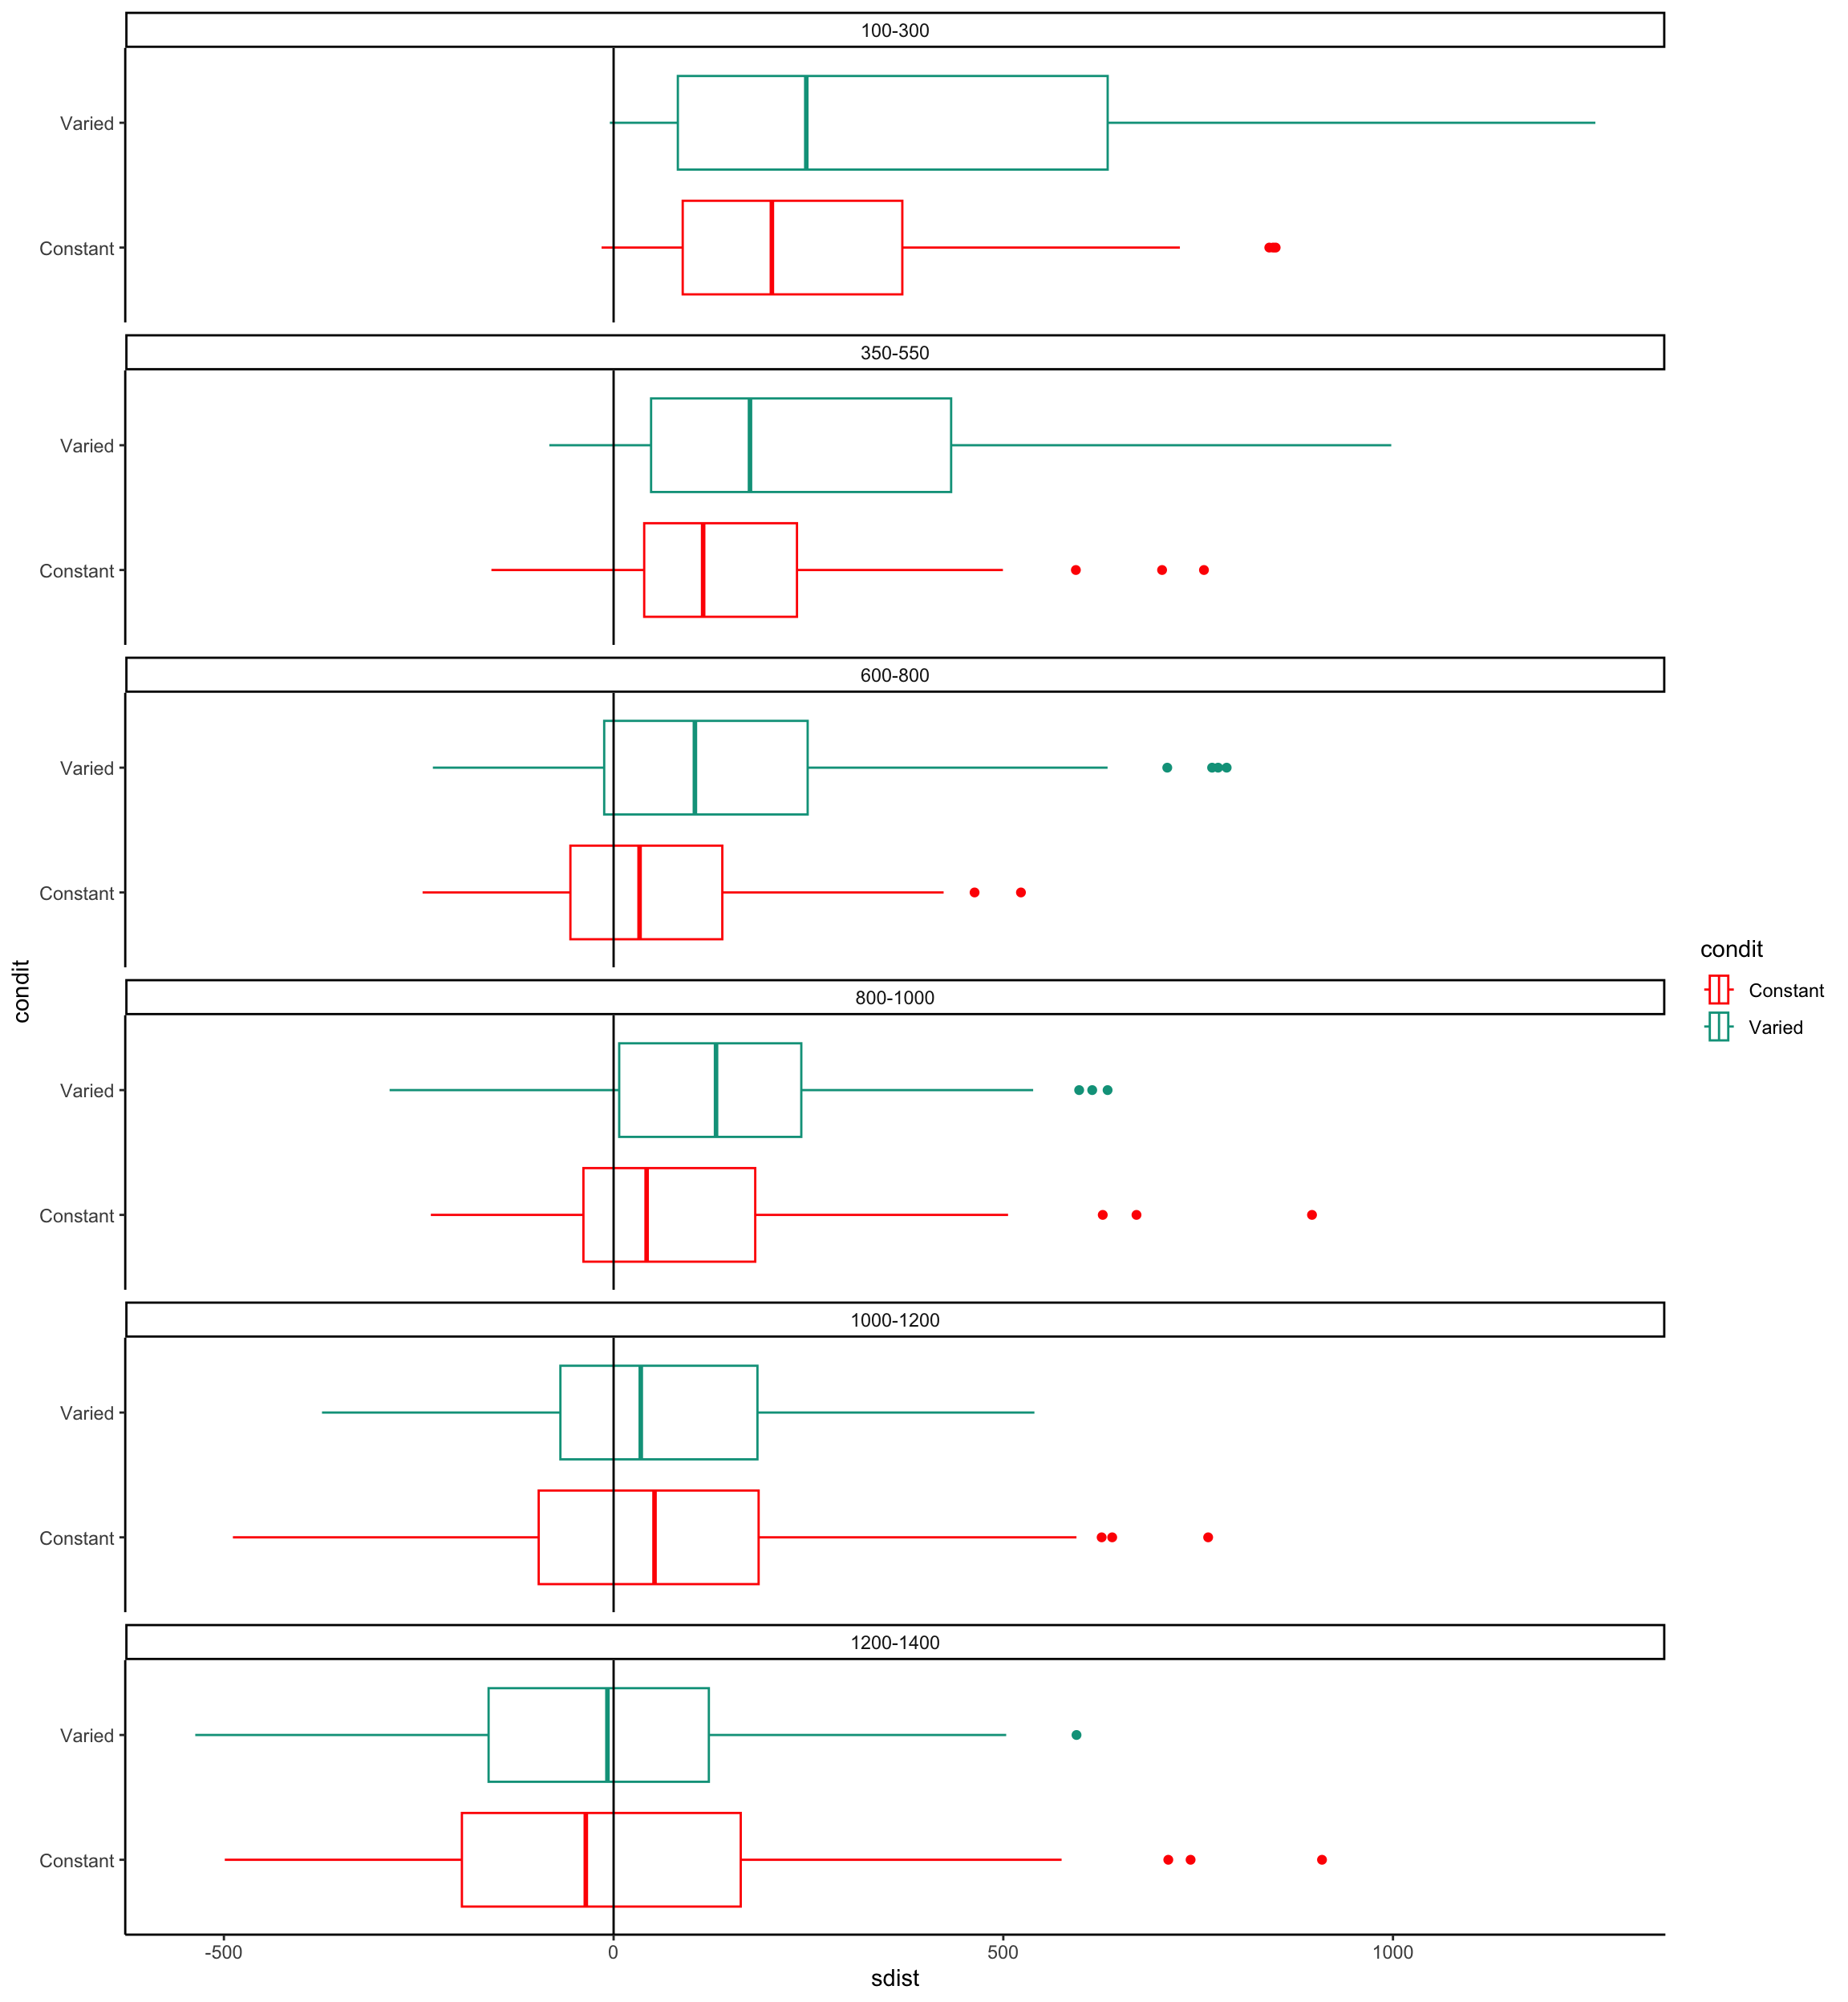 100-300
Varied
Constant
350-550
Varied
Constant
600-800
Varied
Constant
800-1000
Varied
Constant
1000-1200
Varied
Constant
1200-1400
Varied
Constant
-500 0 500 1000
sdist
condit
condit
Constant
Varied